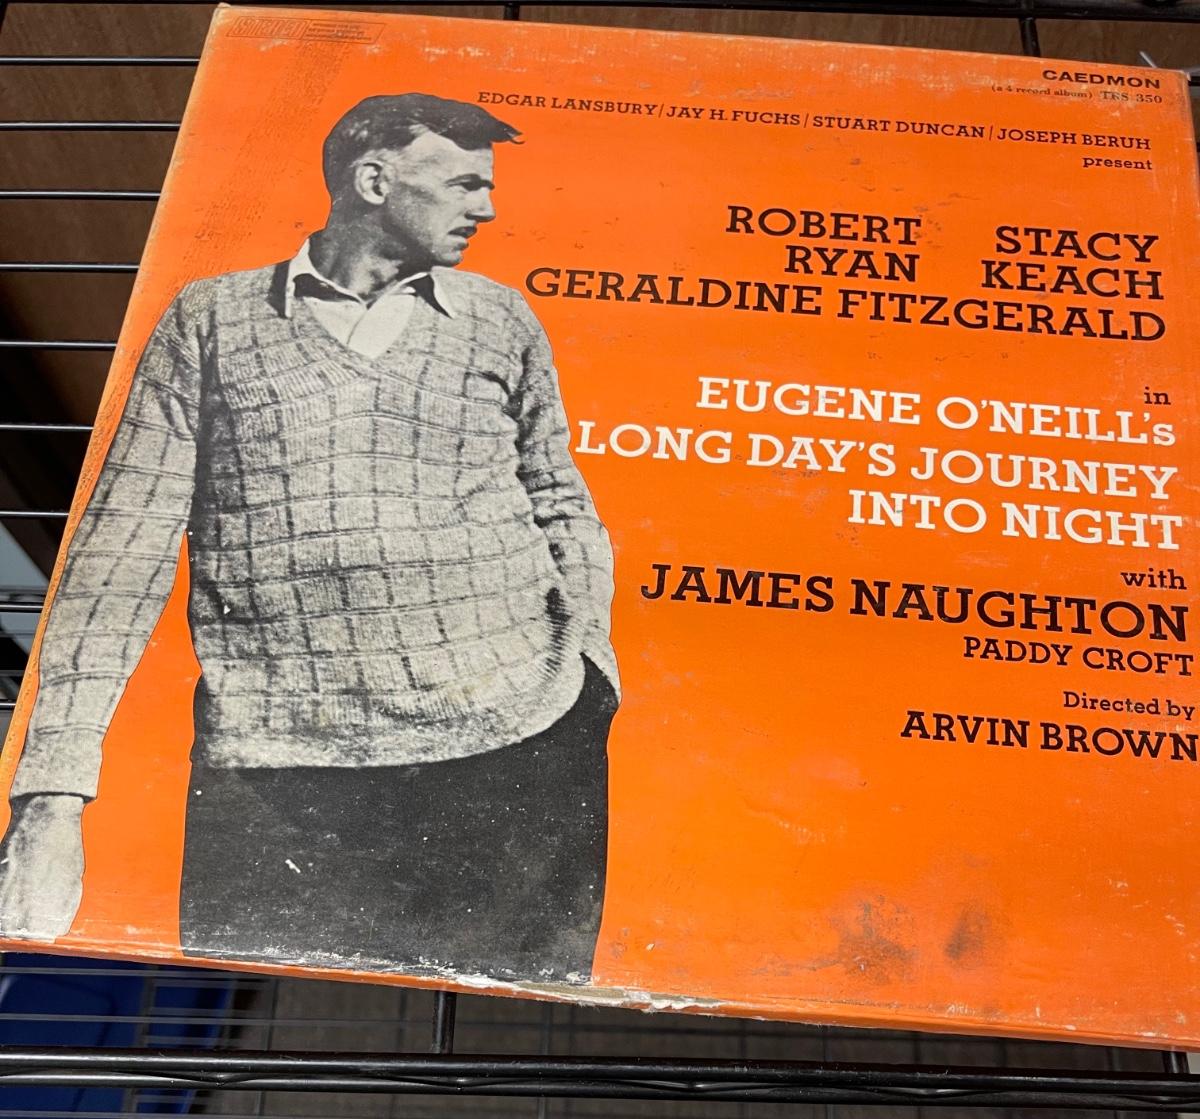 STEREO
CAEDMON
(a 4 record album) TRS 350
EDGAR LANSBURY/JAY H. FUCHS/STUART DUNCAN/JOSEPH BERUH
present
ROBERT RYAN
STACY KEACH
GERALDINE FITZGERALD
in
EUGENE O'NEILL's
LONG DAY'S JOURNEY
INTO NIGHT
with
JAMES NAUGHTON
PADDY CROFT
Directed by
ARVIN BROWN